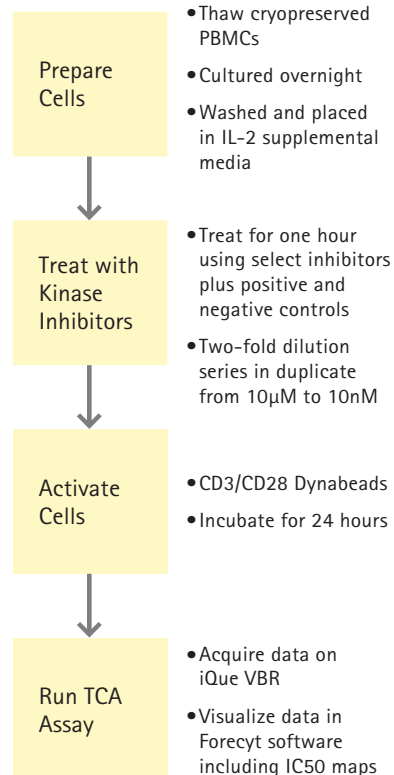 Prepare
Cells
•Thaw cryopreserved
PBMCs
•Cultured overnight
•Washed and placed
in IL-2 supplemental
media
Treat with
Kinase
Inhibitors
•Treat for one hour
using select inhibitors
plus positive and
negative controls
•Two-fold dilution
series in duplicate
from 10µM to 10nM
Activate
Cells
•CD3/CD28 Dynabeads
•Incubate for 24 hours
Run TCA
Assay
•Acquire data on
iQue VBR
•Visualize data in
Forecyt software
including IC50 maps